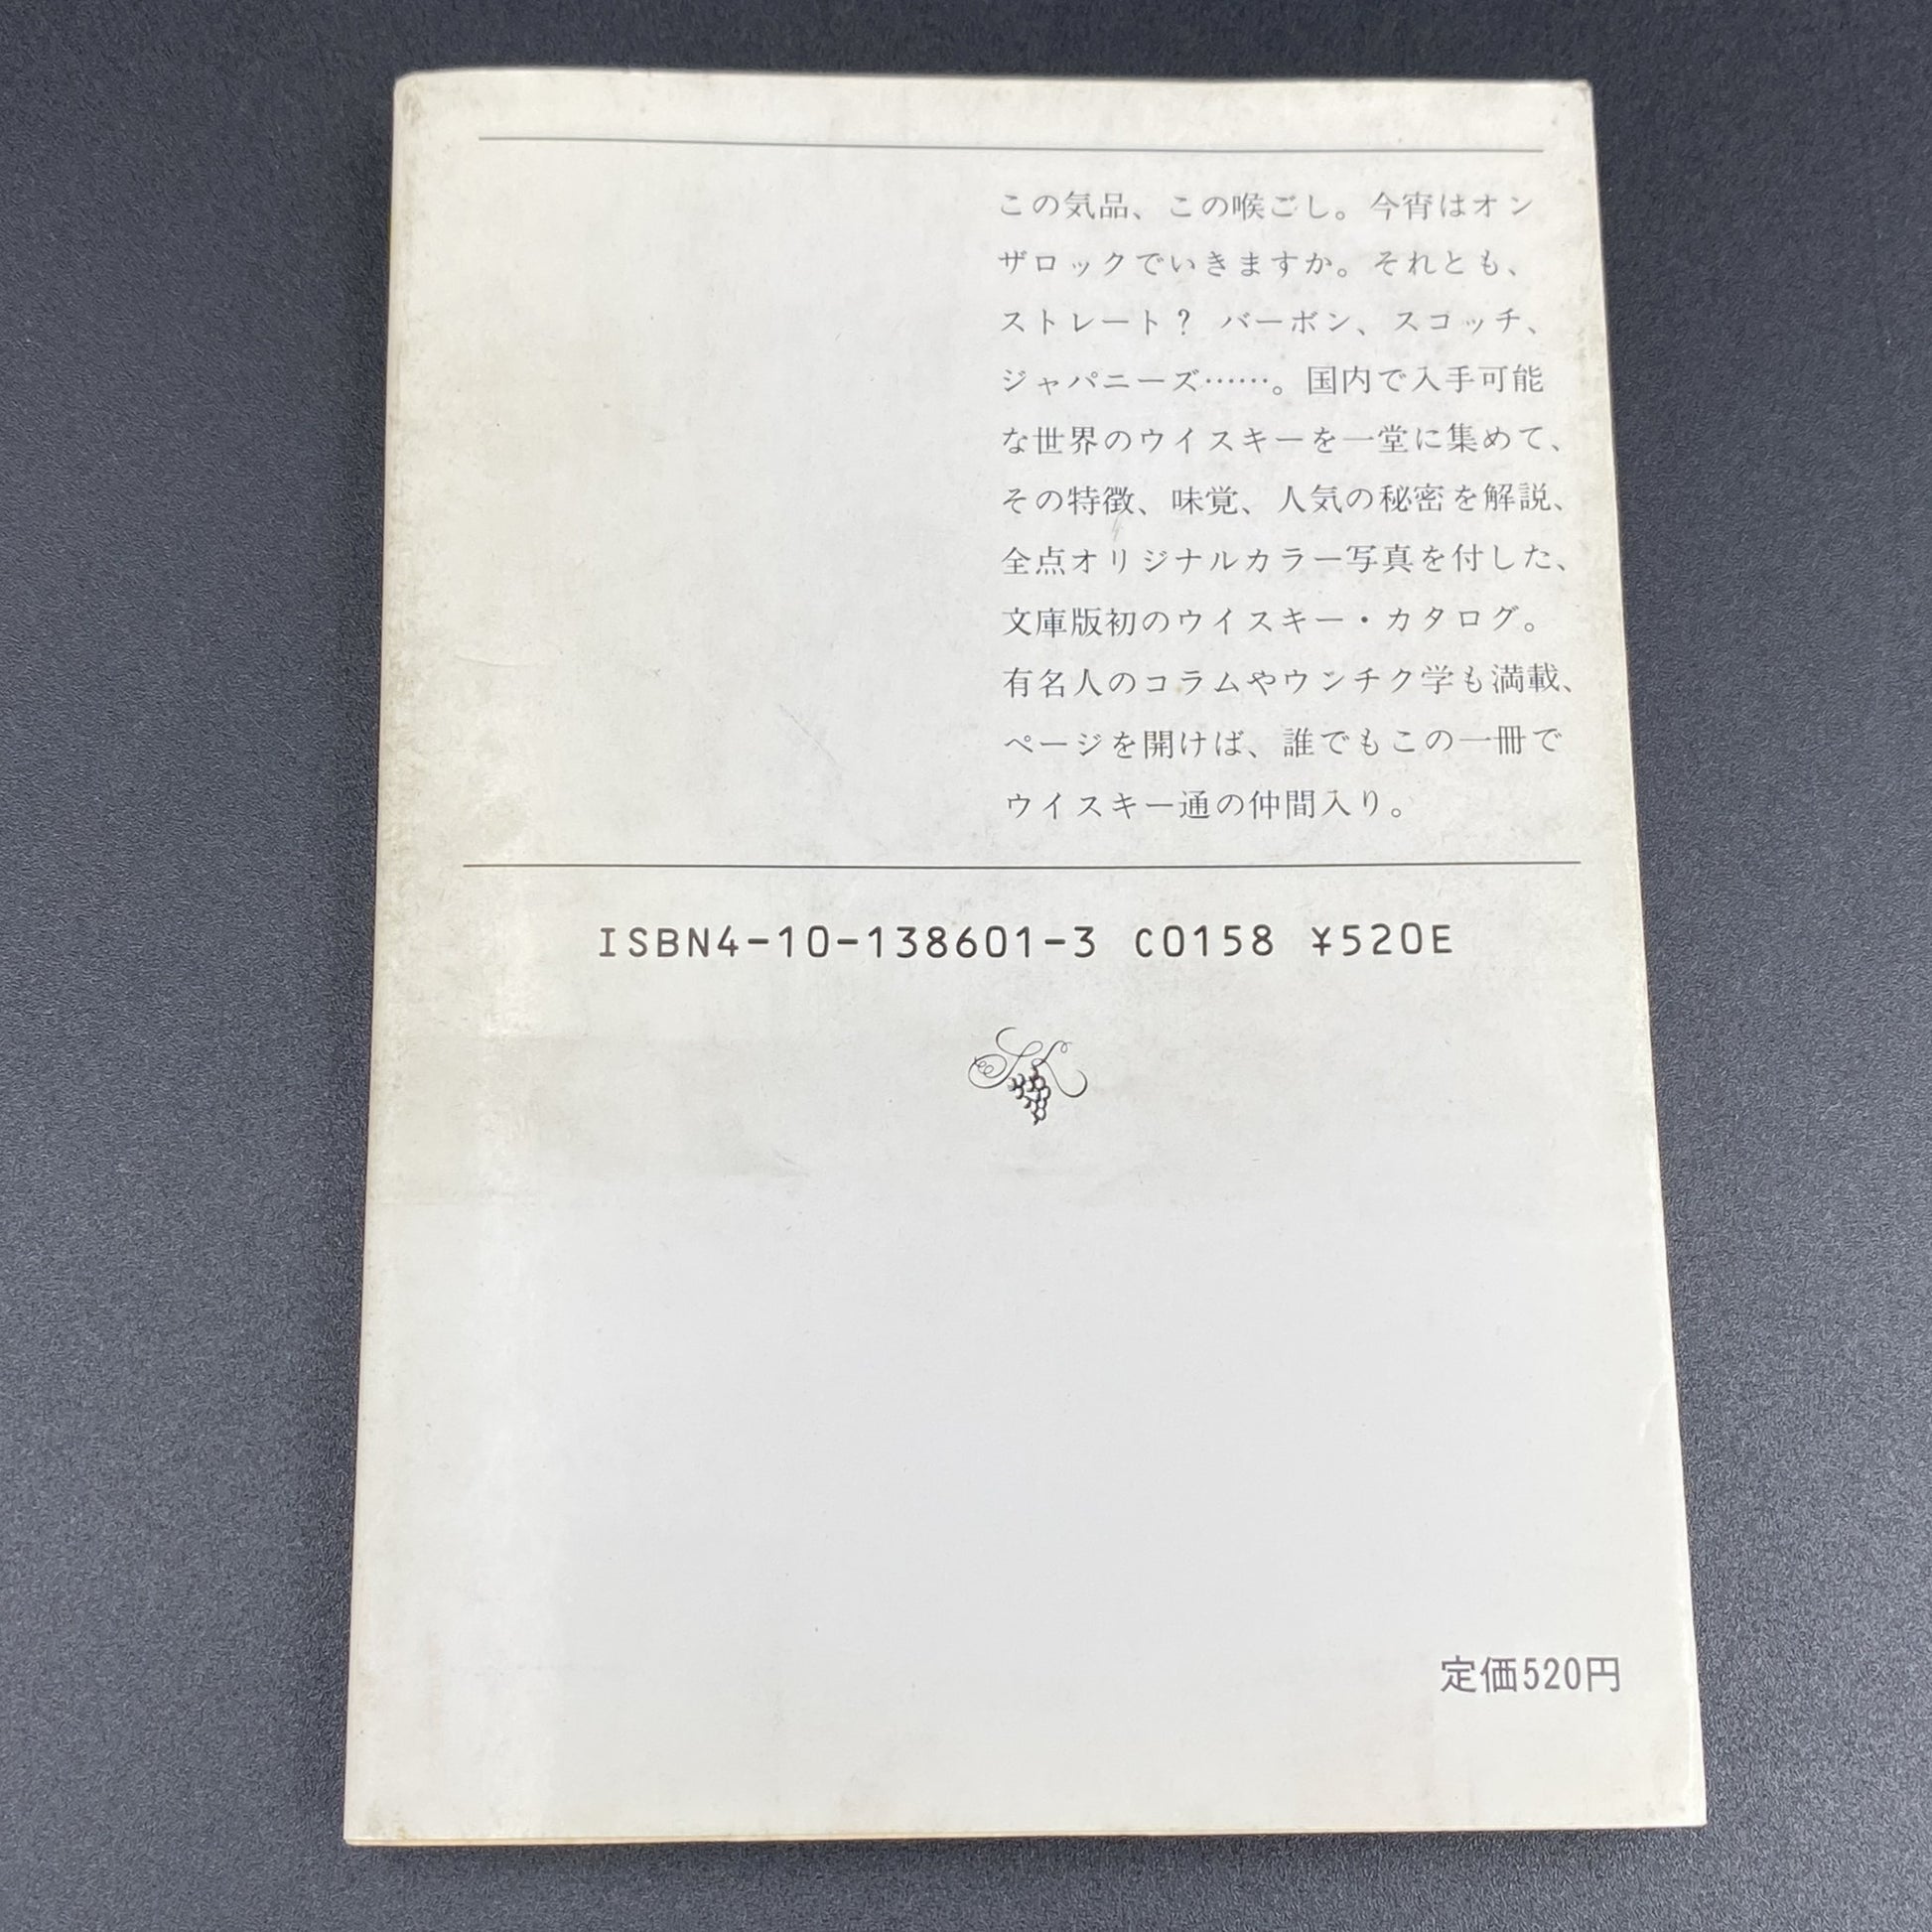 この気品、この喉ごし。今宵はオン
ザロックでいきますか。それとも、
ストレート? バーボン、スコッチ、
ジャパニーズ……。国内で入手可能
な世界のウイスキーを一堂に集めて、
その特徴、味覚、人気の秘密を解説、
全点オリジナルカラー写真を付した、
文庫版初のウイスキー・カタログ。
有名人のコラムやウンチク学も満載、
ページを開けば、誰でもこの一冊で
ウイスキー通の仲間入り。
ISBN4-10-138601-3 C0158 ¥520E
定価520円